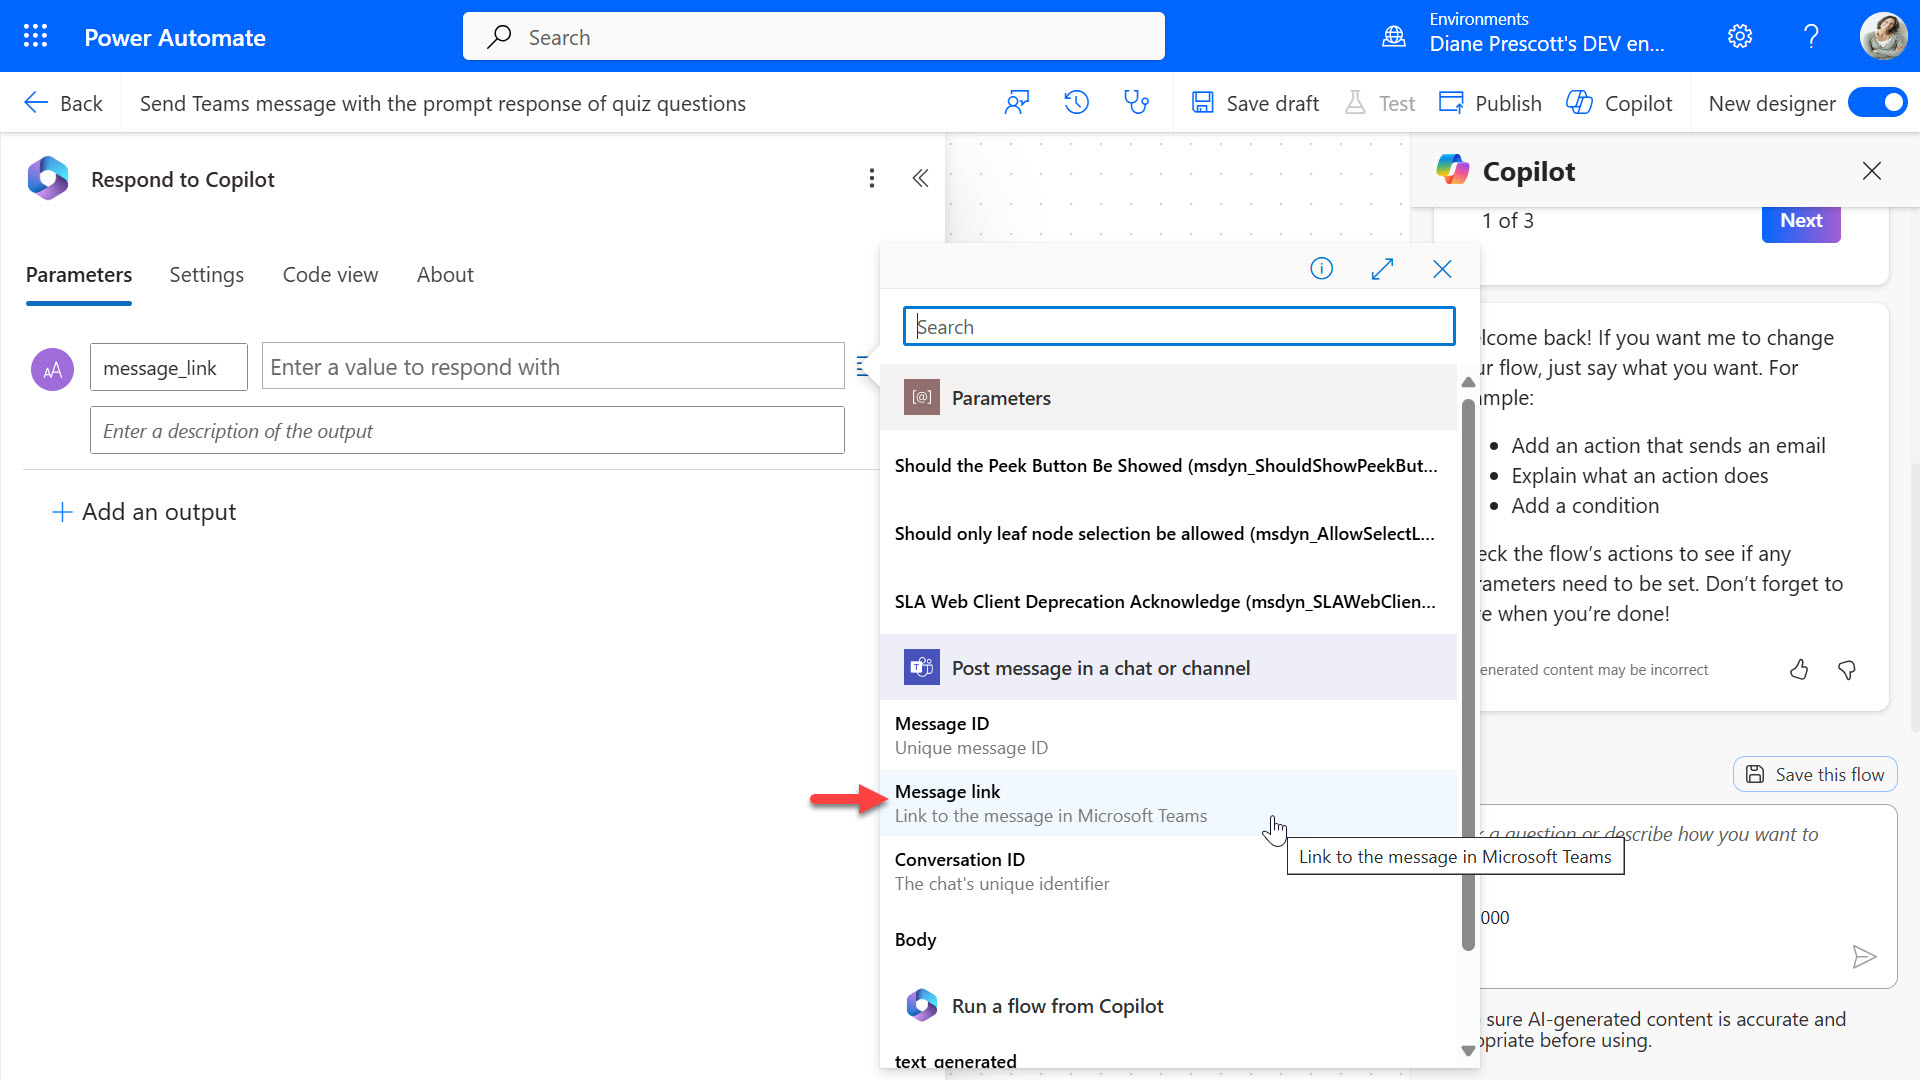 Power Automate
Search
Environments
Diane Prescott's DEV en...
Back
Send Teams message with the prompt response of quiz questions
Save draft
Test
Publish
Copilot
New designer
Respond to Copilot
Parameters
Settings
Code view
About
AA
message_link
Enter a value to respond with
Enter a description of the output
Add an output
Search
[@]
Parameters
Should the Peek Button Be Showed (msdyn_ShouldShowPeekBut...
Should only leaf node selection be allowed (msdyn_AllowSelectL...
SLA Web Client Deprecation Acknowledge (msdyn_SLAWebClien...
Post message in a chat or channel
Message ID
Unique message ID
Message link
Link to the message in Microsoft Teams
Link to the message in Microsoft Teams
Conversation ID
The chat's unique identifier
Body
Run a flow from Copilot
text_generated
Copilot
1 of 3
Next
lcome back! If you want me to change
ur flow, just say what you want. For
mple:
Add an action that sends an email
Explain what an action does
Add a condition
eck the flow's actions to see if any
rameters need to be set. Don't forget to
e when you're done!
enerated content may be incorrect
Save this flow
a question or describe how you want to
000
sure AI-generated content is accurate and
opriate before using.